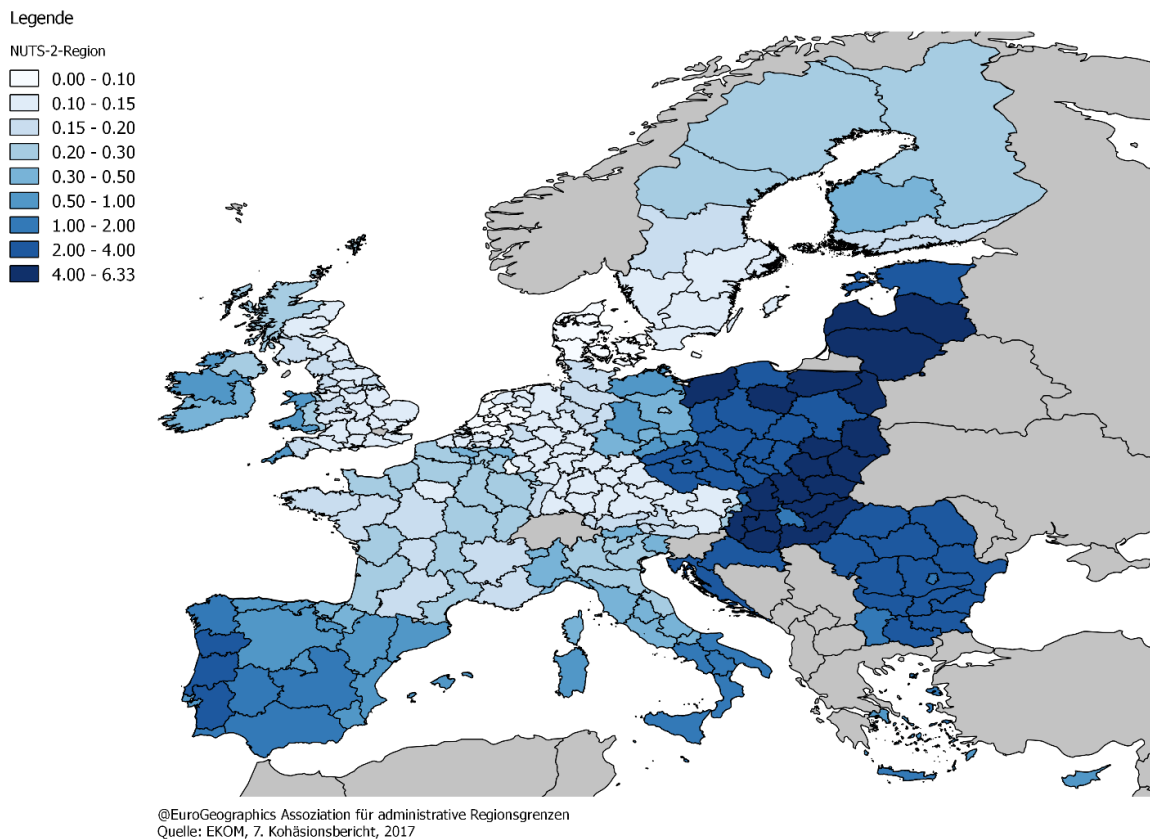 Legende
NUTS-2-Region
0.00 - 0.10
0.10 - 0.15
0.15 - 0.20
0.20 - 0.30
0.30 - 0.50
0.50 - 1.00
1.00 - 2.00
2.00 - 4.00
4.00 - 6.33
@EuroGeographics Assoziation für administrative Regionsgrenzen
Quelle: EKOM, 7. Kohäsionsbericht, 2017